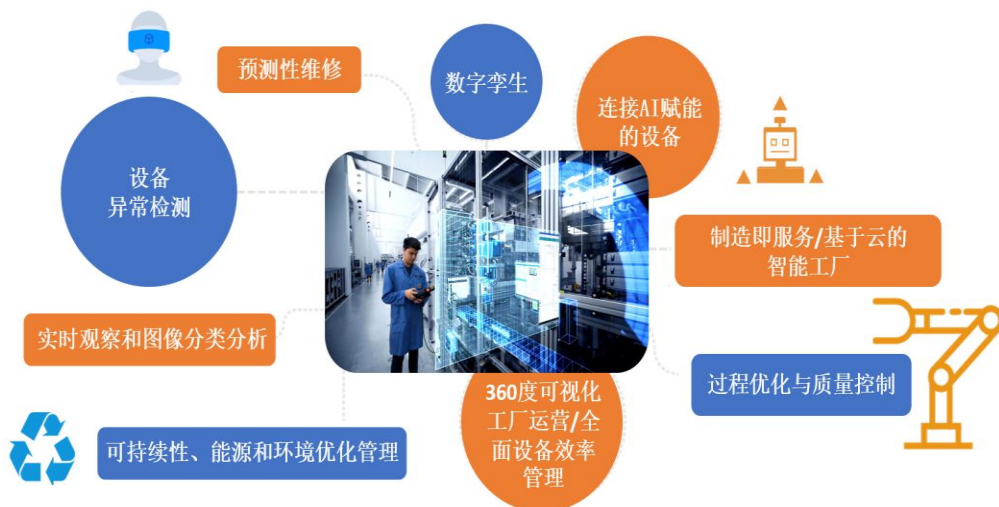 预测性维修
数字孪生
连接AI赋能
的设备
设备
异常检测
制造即服务/基于云的
智能工厂
实时观察和图像分类分析
过程优化与质量控制
360度可视化
工厂运营/全
面设备效率
管理
可持续性、能源和环境优化管理